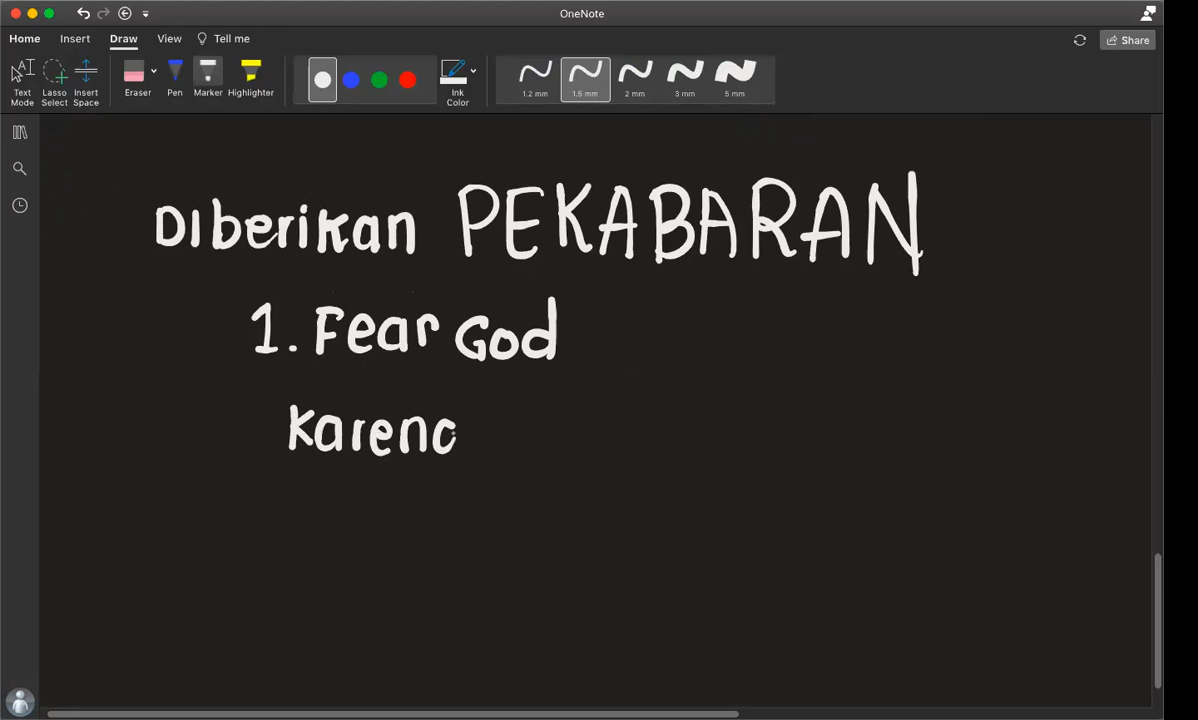 OneNote
Home Insert Draw View Tell me Share
Text Mode Lasso Select Insert Space Eraser Pen Marker Highlighter Ink Color 1.2 mm 1.5 mm 2 mm 3 mm 5 mm
DIberiKan PEKABARAN
1. Fear God
Karenc